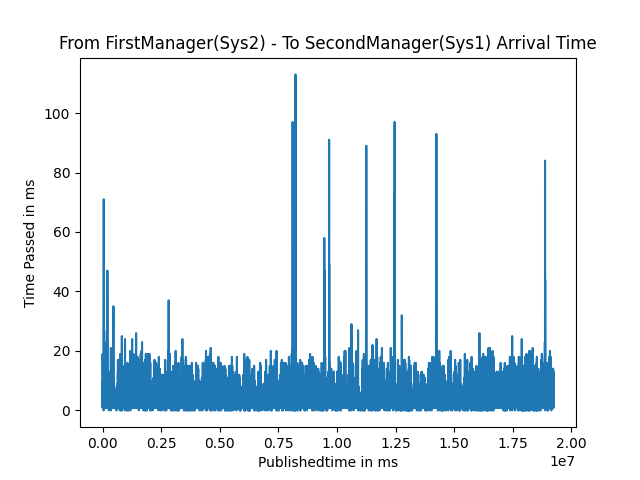 From FirstManager(Sys2) - To SecondManager(Sys1) Arrival Time
Time Passed in ms
100
80
60
40
20
0
0.00 0.25 0.50 0.75 1.00 1.25 1.50 1.75 2.00
1e7
Publishedtime in ms